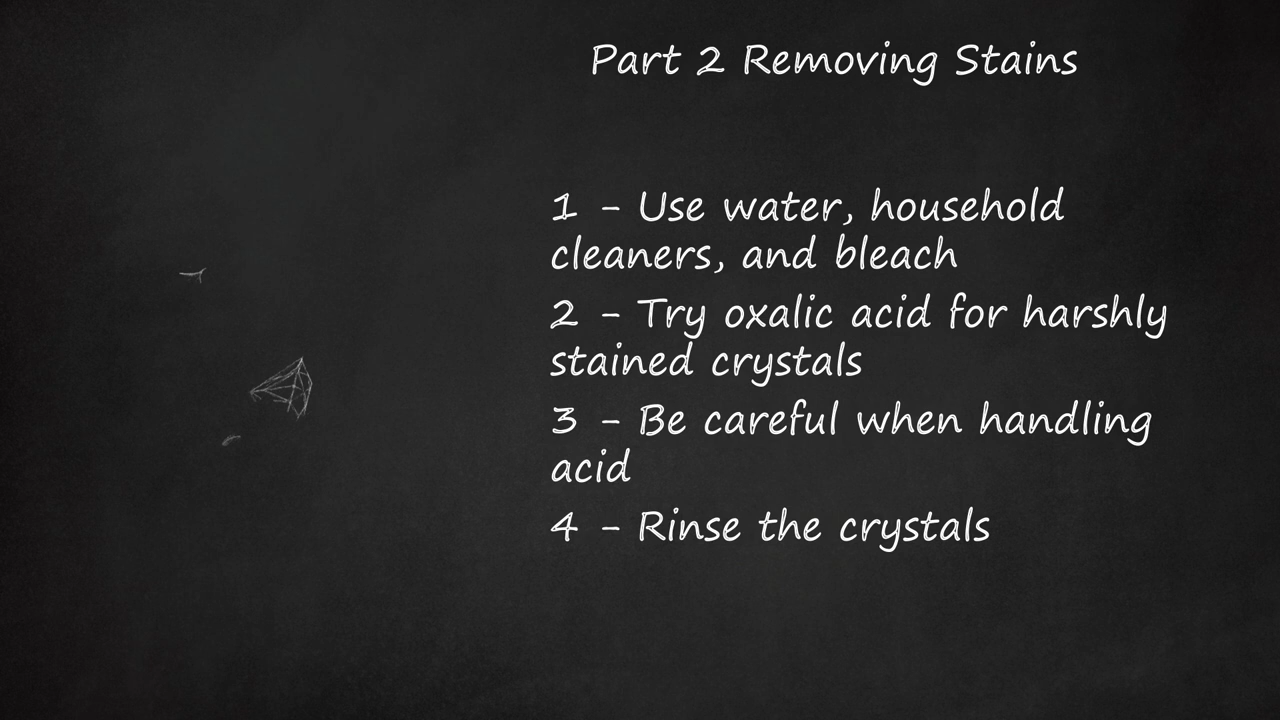 Part 2 Removing Stains
1 - Use water, household
cleaners, and bleach
2 - Try oxalic acid for harshly
stained crystals
3 - Be careful when handling
acid
4 - Rinse the crystals